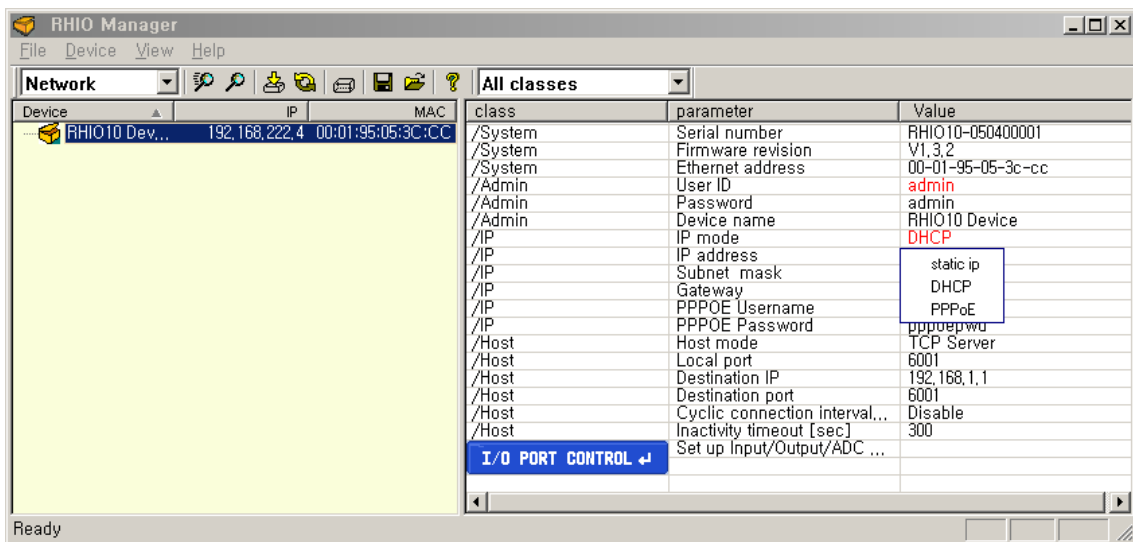 RHIO Manager
File Device View Help
Network All classes
Device IP MAC class parameter Value
RHIO10 Dev... 192,168,222,4 00:01:95:05:3C:CC
/System Serial number RHIO10-050400001
/System Firmware revision V1,3,2
/System Ethernet address 00-01-95-05-3c-cc
/Admin User ID admin
/Admin Password admin
/Admin Device name RHIO10 Device
/IP IP mode DHCP
/IP IP address
/IP Subnet mask
/IP Gateway
/IP PPPOE Username
/IP PPPOE Password pppoepwd
static ip
DHCP
PPPoE
/Host Host mode TCP Server
/Host Local port 6001
/Host Destination IP 192,168,1,1
/Host Destination port 6001
/Host Cyclic connection interval... Disable
/Host Inactivity timeout [sec] 300
I/O PORT CONTROL ↵ Set up Input/Output/ADC ...
Ready